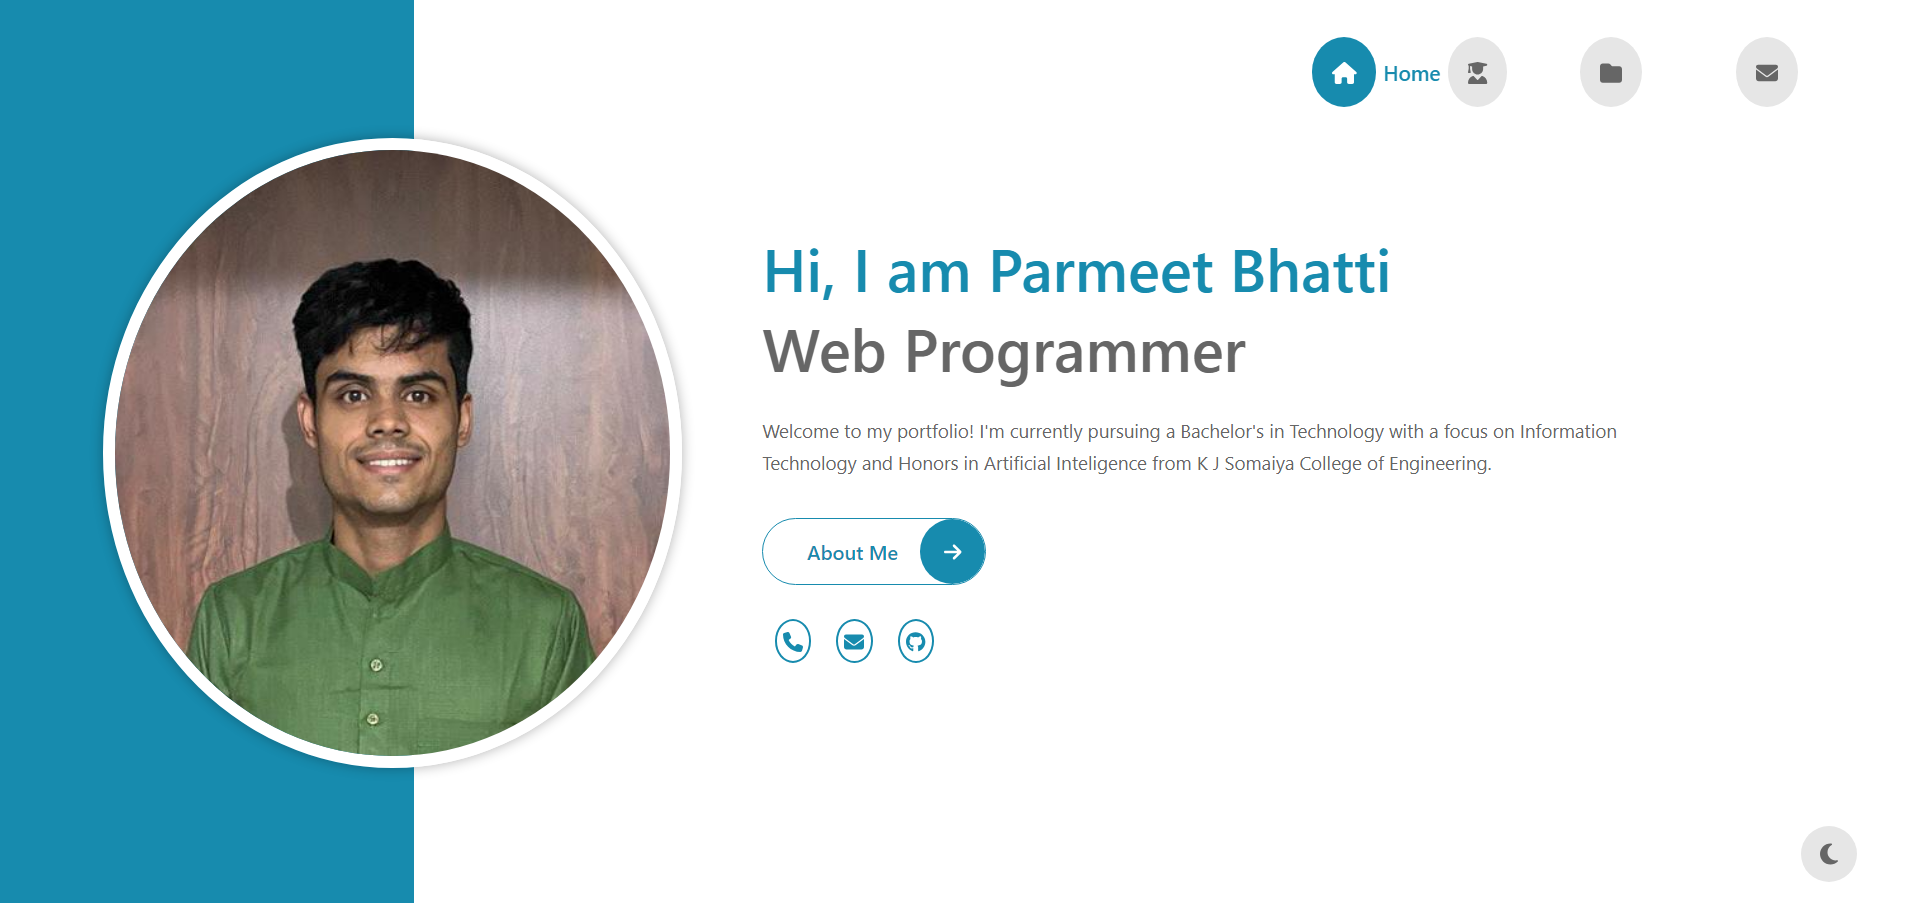 Home
Hi, I am Parmeet Bhatti
Web Programmer
Welcome to my portfolio! I'm currently pursuing a Bachelor's in Technology with a focus on Information
Technology and Honors in Artificial Inteligence from K J Somaiya College of Engineering.
About Me